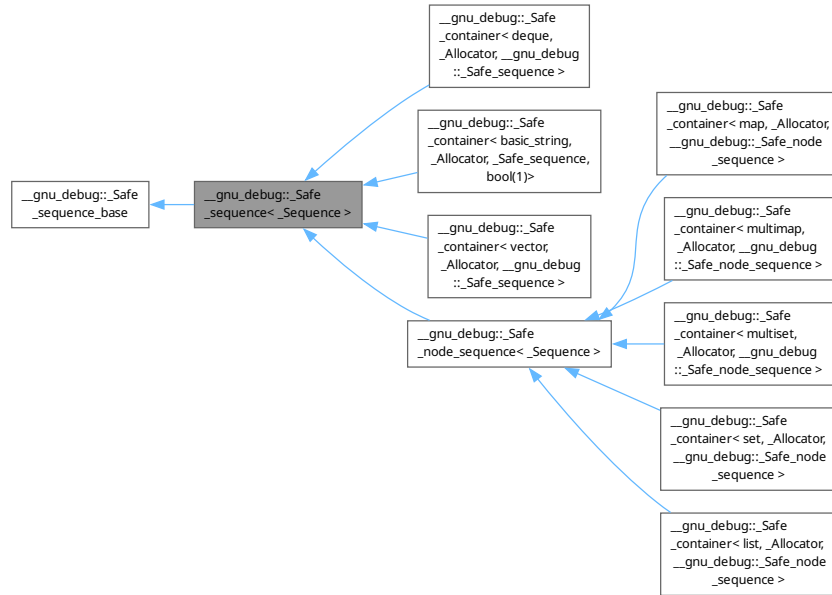 __gnu_debug::_Safe
_sequence_base
__gnu_debug::_Safe
_sequence< _Sequence >
__gnu_debug::_Safe
_container< deque,
_Allocator, __gnu_debug
::_Safe_sequence >
__gnu_debug::_Safe
_container< basic_string,
_Allocator, _Safe_sequence,
bool(1)>
__gnu_debug::_Safe
_container< vector,
_Allocator, __gnu_debug
::_Safe_sequence >
__gnu_debug::_Safe
_node_sequence< _Sequence >
__gnu_debug::_Safe
_container< map, _Allocator,
__gnu_debug::_Safe_node
_sequence >
__gnu_debug::_Safe
_container< multimap,
_Allocator, __gnu_debug
::_Safe_node_sequence >
__gnu_debug::_Safe
_container< multiset,
_Allocator, __gnu_debug
::_Safe_node_sequence >
__gnu_debug::_Safe
_container< set, _Allocator,
__gnu_debug::_Safe_node
_sequence >
__gnu_debug::_Safe
_container< list, _Allocator,
__gnu_debug::_Safe_node
_sequence >